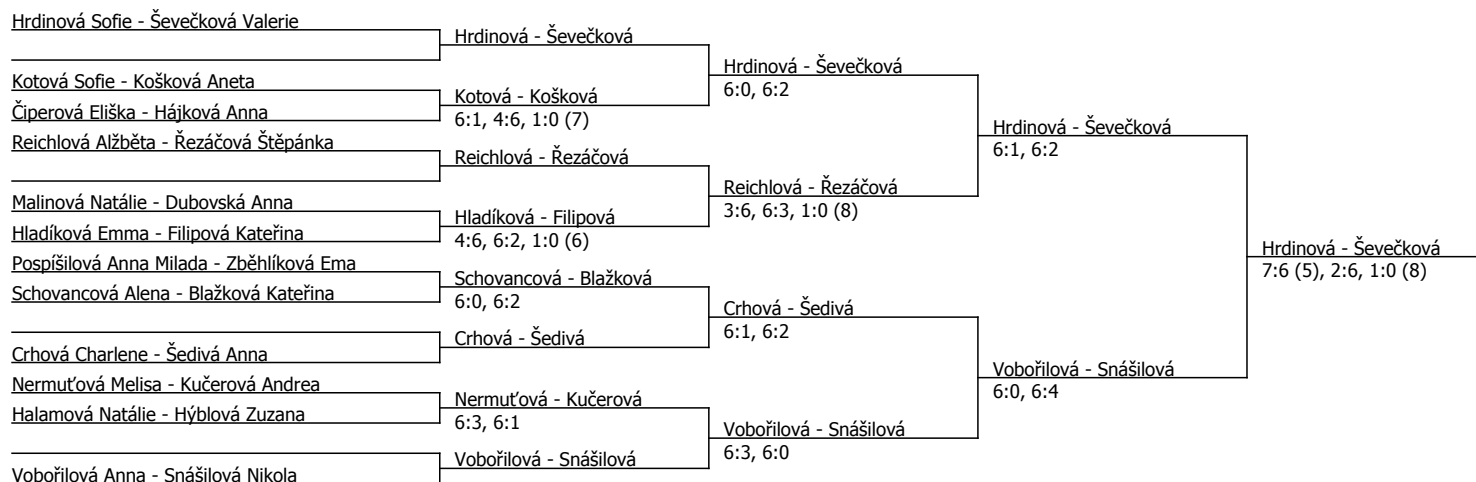 Hrdinová Sofie - Ševečková Valerie
Kotová Sofie - Košková Aneta
Čiperová Eliška - Hájková Anna
Reichlová Alžběta - Řezáčová Štěpánka
Malinová Natálie - Dubovská Anna
Hladíková Emma - Filipová Kateřina
Pospíšilová Anna Milada - Zběhlíková Ema
Schovancová Alena - Blažková Kateřina
Crhová Charlene - Šedivá Anna
Nermuťová Melisa - Kučerová Andrea
Halamová Natálie - Hýblová Zuzana
Vobořilová Anna - Snášilová Nikola
Hrdinová - Ševečková
Kotová - Košková
6:1, 4:6, 1:0 (7)
Reichlová - Řezáčová
Hladíková - Filipová
4:6, 6:2, 1:0 (6)
Schovancová - Blažková
6:0, 6:2
Crhová - Šedivá
Nermuťová - Kučerová
6:3, 6:1
Vobořilová - Snášilová
Hrdinová - Ševečková
6:0, 6:2
Reichlová - Řezáčová
3:6, 6:3, 1:0 (8)
Crhová - Šedivá
6:1, 6:2
Vobořilová - Snášilová
6:3, 6:0
Hrdinová - Ševečková
6:1, 6:2
Vobořilová - Snášilová
6:0, 6:4
Hrdinová - Ševečková
7:6 (5), 2:6, 1:0 (8)